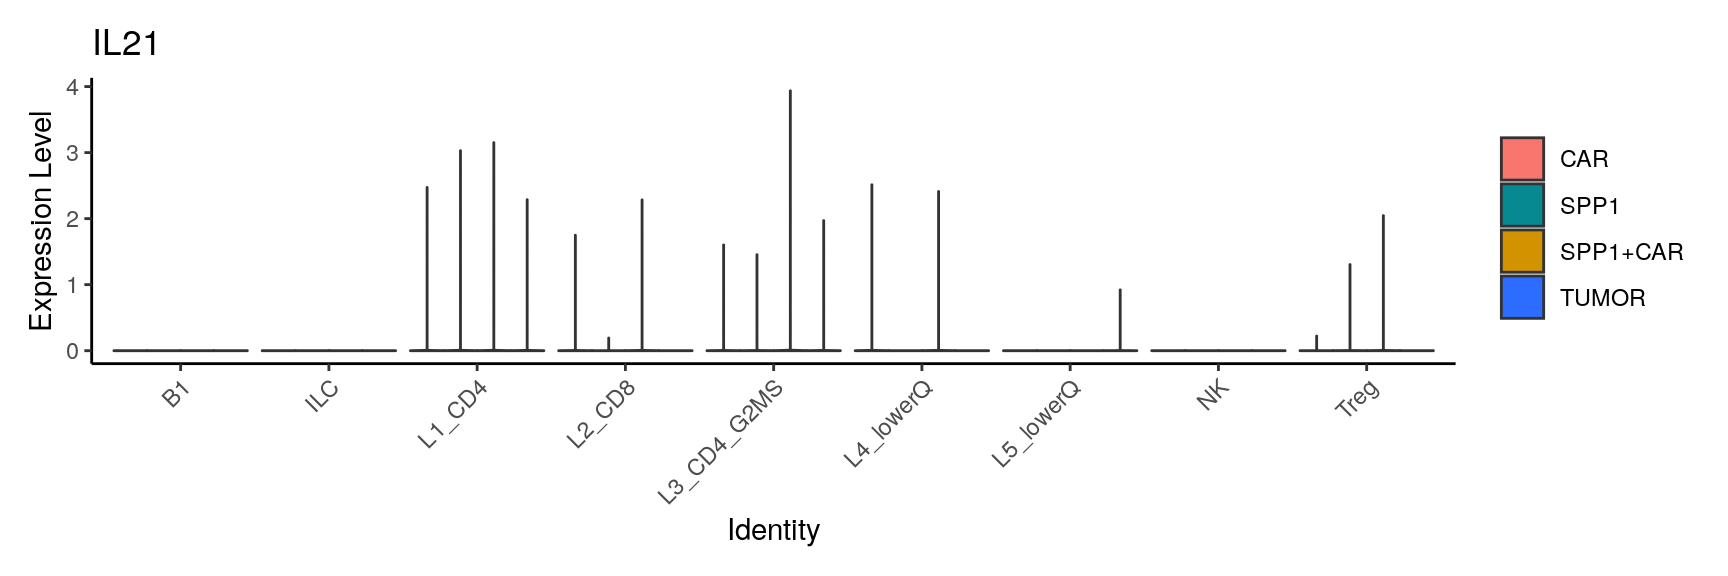 IL21
Expression Level
4
3
2
1
0
B1
ILC
L1_CD4
L2_CD8
L3_CD4_G2MS
L4_lowerQ
L5_lowerQ
NK
Treg
Identity
CAR
SPP1
SPP1+CAR
TUMOR